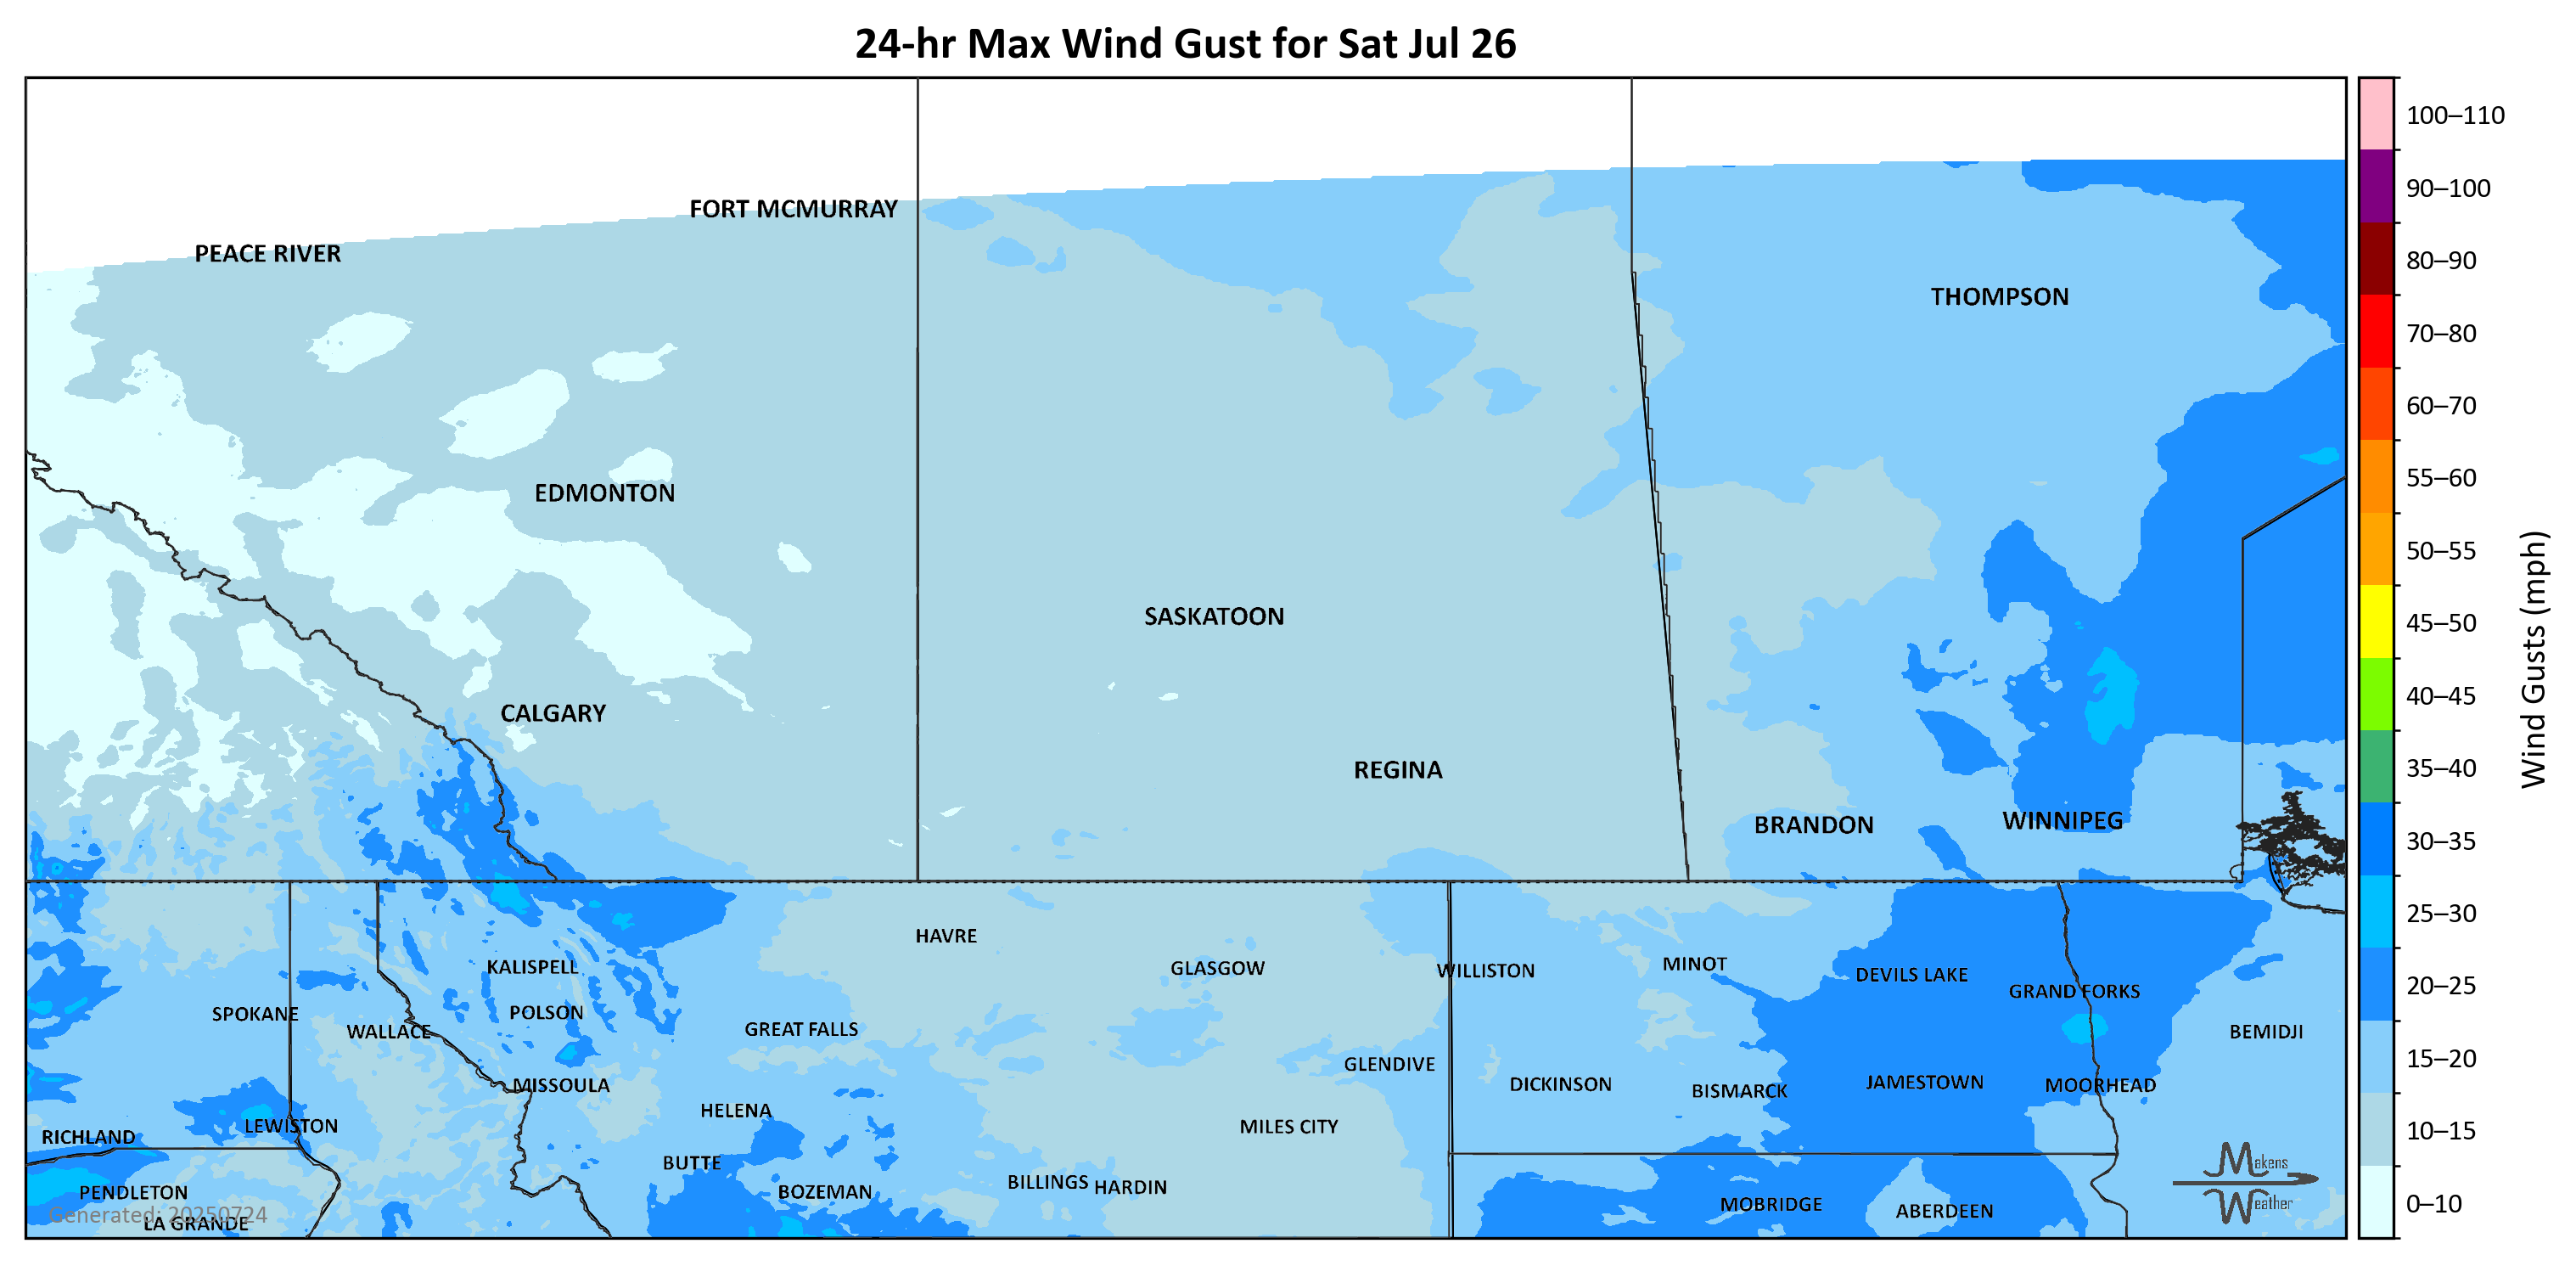 24-hr Max Wind Gust for Sat Jul 26
100–110
FORT MCMURRAY
90–100
PEACE RIVER
80–90
THOMPSON
70–80
60–70
55–60
EDMONTON
50–55
SASKATOON
45–50
Wind Gusts (mph)
40–45
CALGARY
REGINA
35–40
BRANDON
WINNIPEG
30–35
25–30
HAVRE
KALISPELL
GLASGOW
WILLISTON
MINOT
DEVILS LAKE
20–25
GRAND FORKS
SPOKANE
POLSON
WALLACE
GREAT FALLS
BEMIDJI
15–20
GLENDIVE
MISSOULA
DICKINSON
BISMARCK
JAMESTOWN
MOORHEAD
HELENA
LEWISTON
MILES CITY
10–15
RICHLAND
BUTTE
Makens
PENDLETON
BOZEMAN
BILLINGS
HARDIN
MOBRIDGE
ABERDEEN
Weather
0–10
Generated: 20250724
LA GRANDE